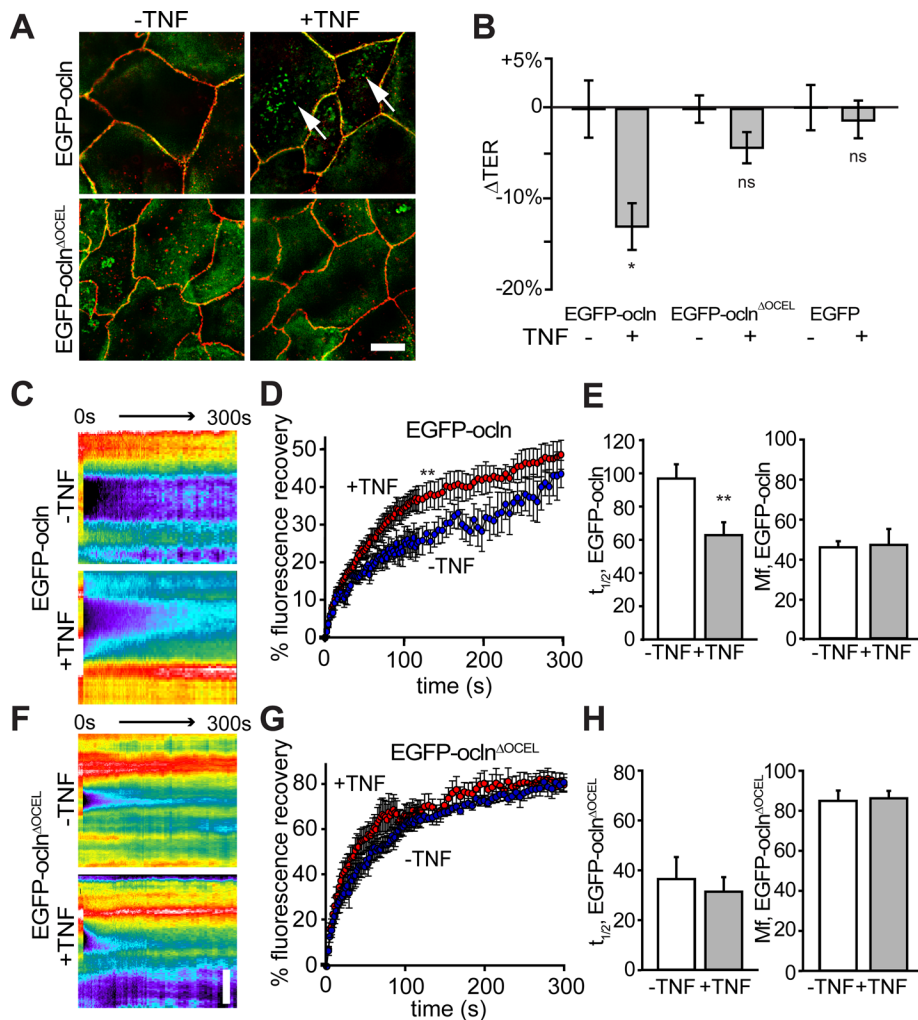 A
-TNF
+TNF
EGFP-ocln
EGFP-ocln^ΔOCEL
B
+5%
0
-10%
-20%
ΔTER
*
ns
ns
EGFP-ocln
EGFP-ocln^ΔOCEL
EGFP
TNF - + - + - +
C
0s
300s
EGFP-ocln
-TNF
+TNF
D
EGFP-ocln
% fluorescence recovery
50
40
30
20
10
0
+TNF
**
-TNF
0 100 200 300
time (s)
E
t1/2, EGFP-ocln
120
100
80
60
40
20
0
**
-TNF +TNF
Mf, EGFP-ocln
100
80
60
40
20
0
-TNF +TNF
F
0s
300s
EGFP-ocln^ΔOCEL
-TNF
+TNF
G
EGFP-ocln^ΔOCEL
% fluorescence recovery
80
60
40
20
0
+TNF
-TNF
0 100 200 300
time (s)
H
t1/2, EGFP-ocln^ΔOCEL
80
60
40
20
0
-TNF +TNF
Mf, EGFP-ocln^ΔOCEL
100
80
60
40
20
0
-TNF +TNF